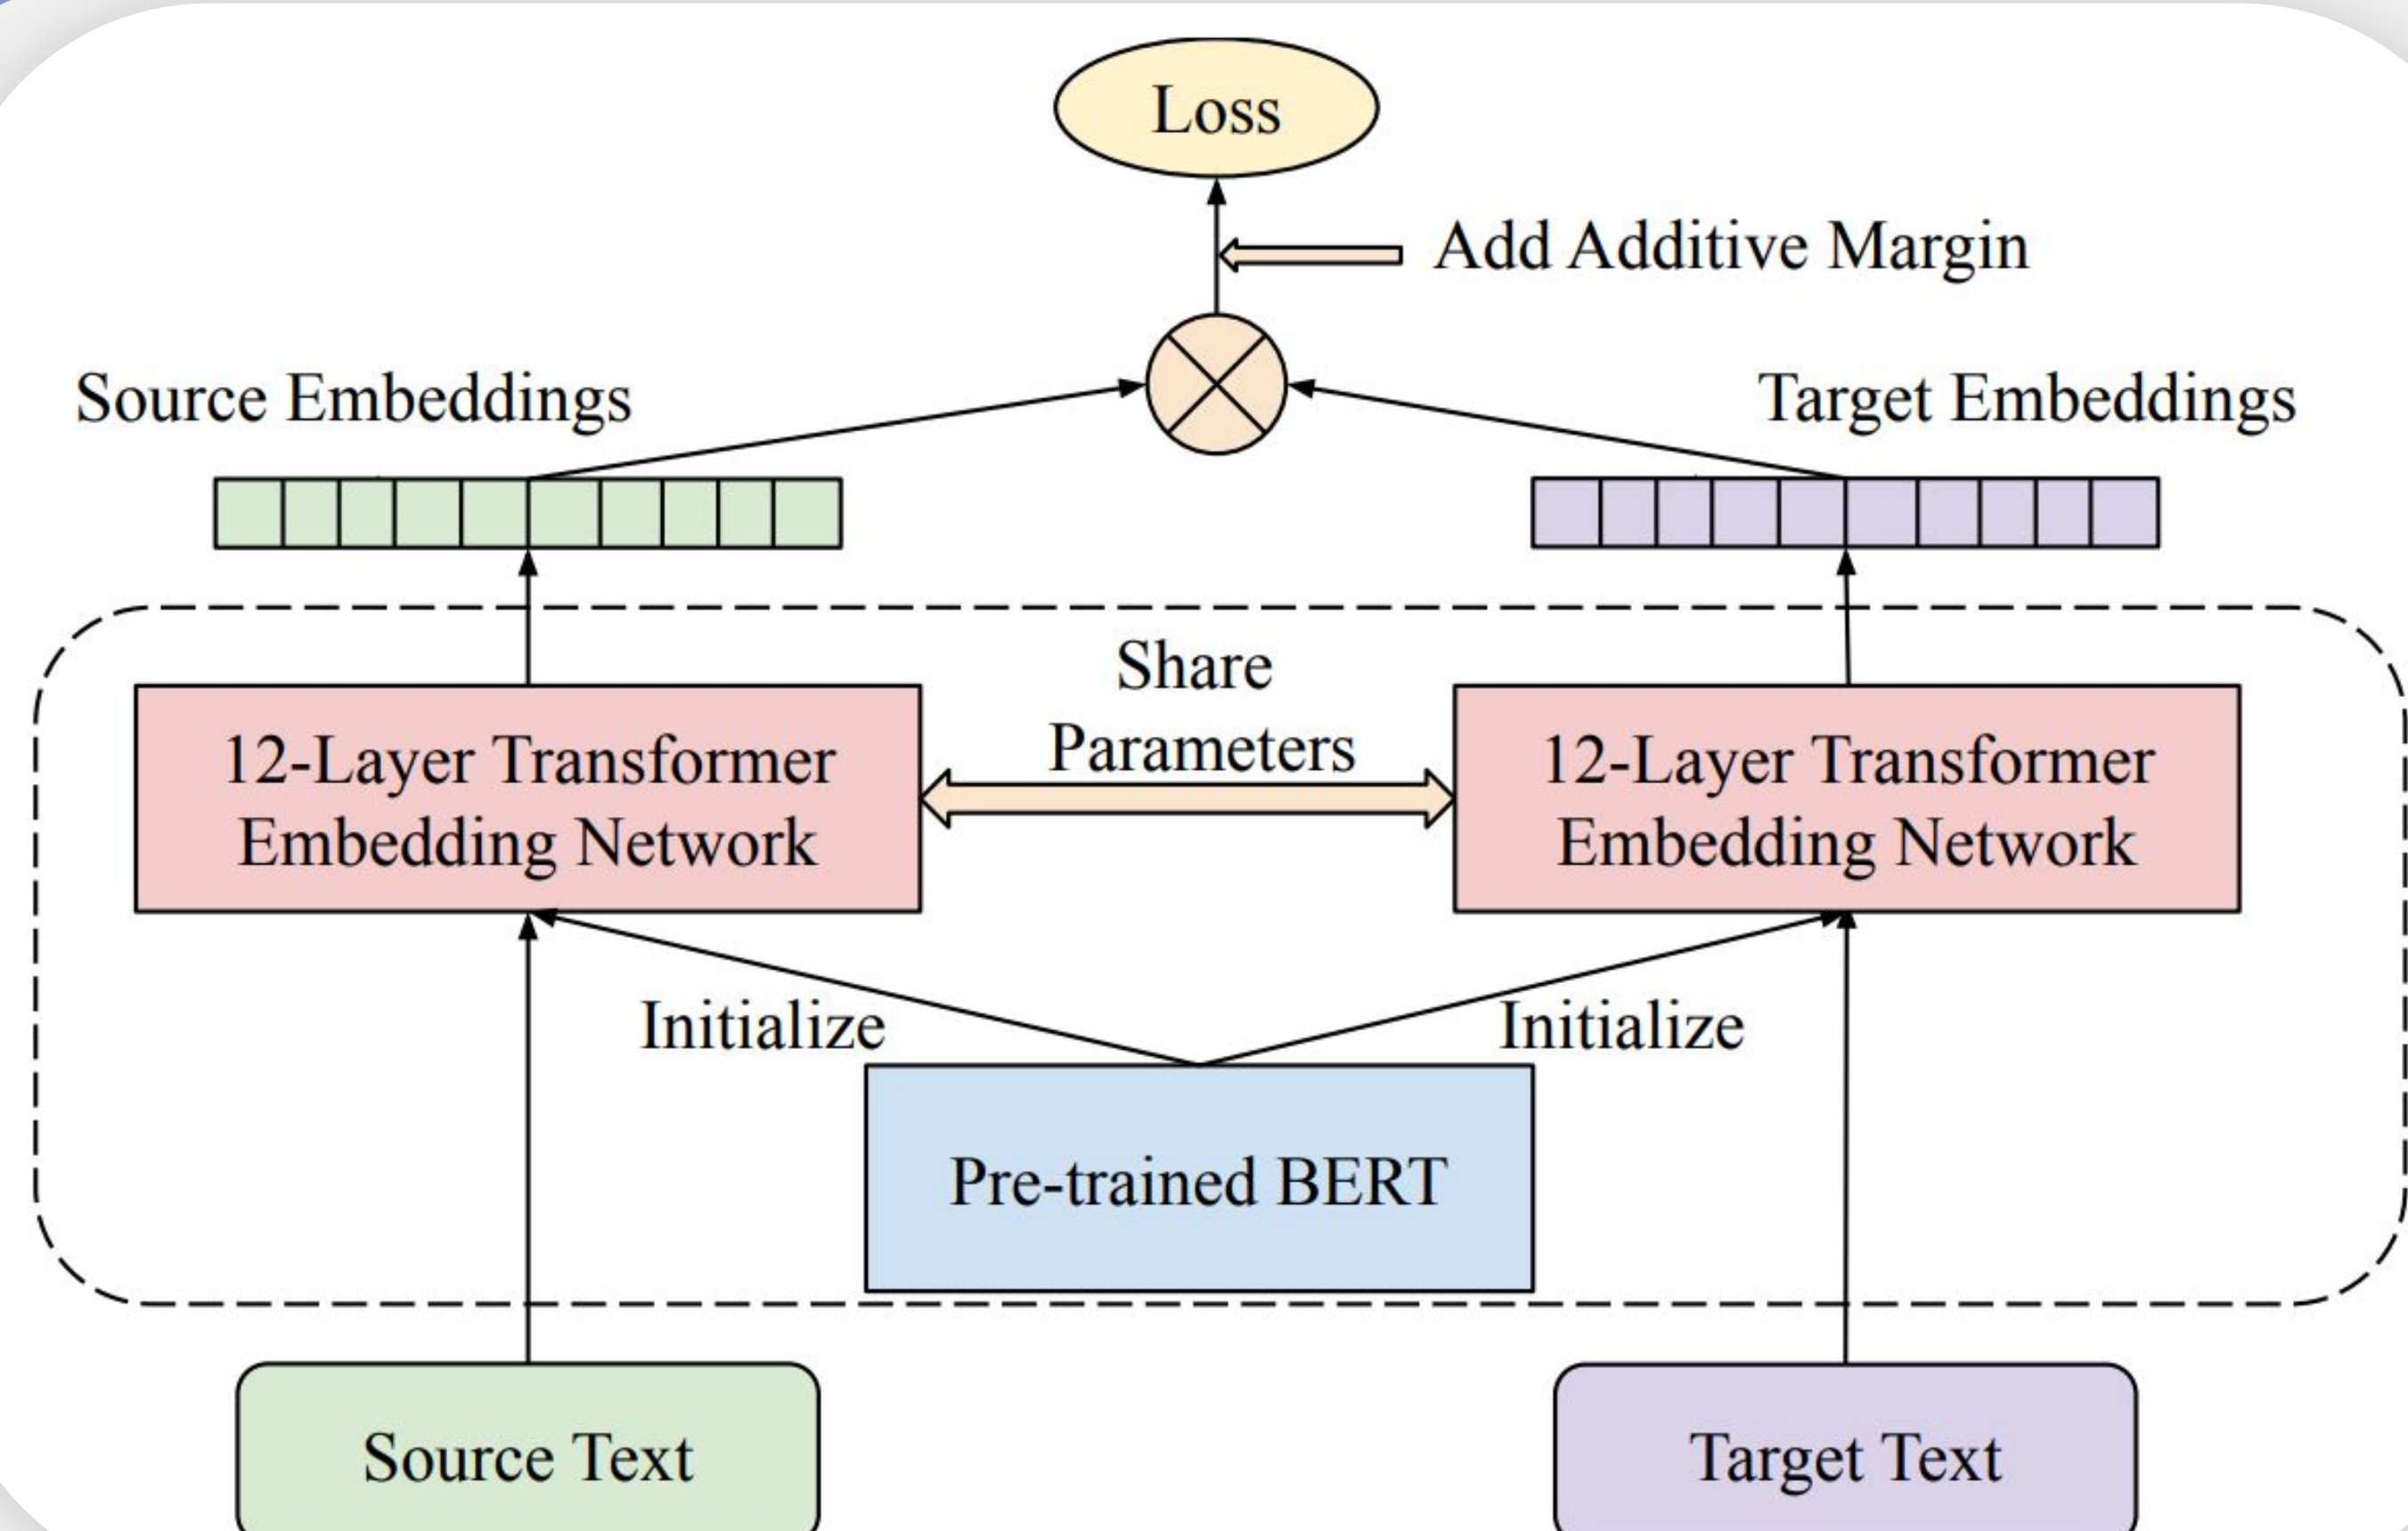 Loss
Add Additive Margin
Source Embeddings
Target Embeddings
Share
Parameters
12-Layer Transformer
Embedding Network
12-Layer Transformer
Embedding Network
Initialize
Initialize
Pre-trained BERT
Source Text
Target Text